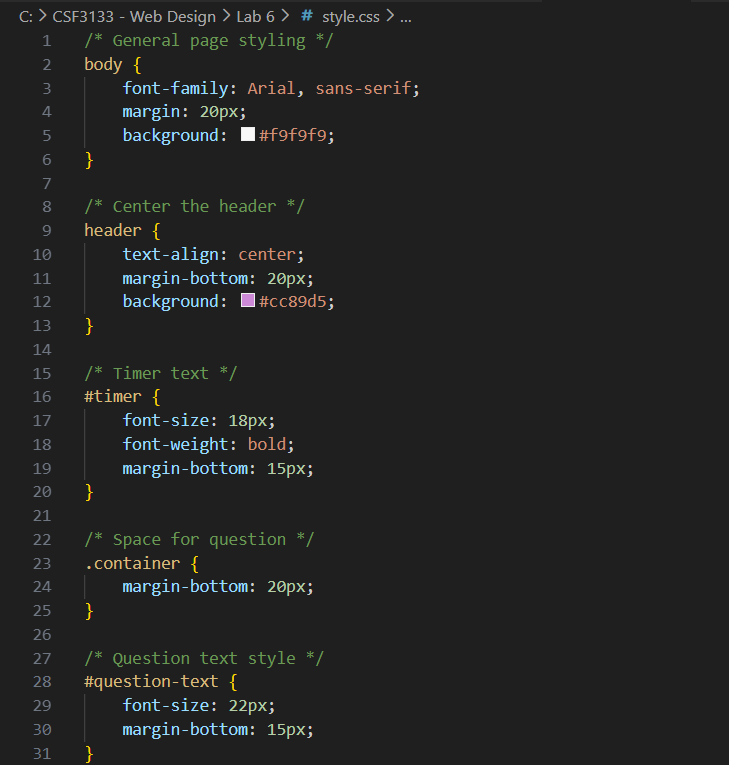 C: > CSF3133 - Web Design > Lab 6 > # style.css > ...
1 /* General page styling */
2 body {
3     font-family: Arial, sans-serif;
4     margin: 20px;
5     background: #f9f9f9;
6 }
7
8 /* Center the header */
9 header {
10     text-align: center;
11     margin-bottom: 20px;
12     background: #cc89d5;
13 }
14
15 /* Timer text */
16 #timer {
17     font-size: 18px;
18     font-weight: bold;
19     margin-bottom: 15px;
20 }
21
22 /* Space for question */
23 .container {
24     margin-bottom: 20px;
25 }
26
27 /* Question text style */
28 #question-text {
29     font-size: 22px;
30     margin-bottom: 15px;
31 }